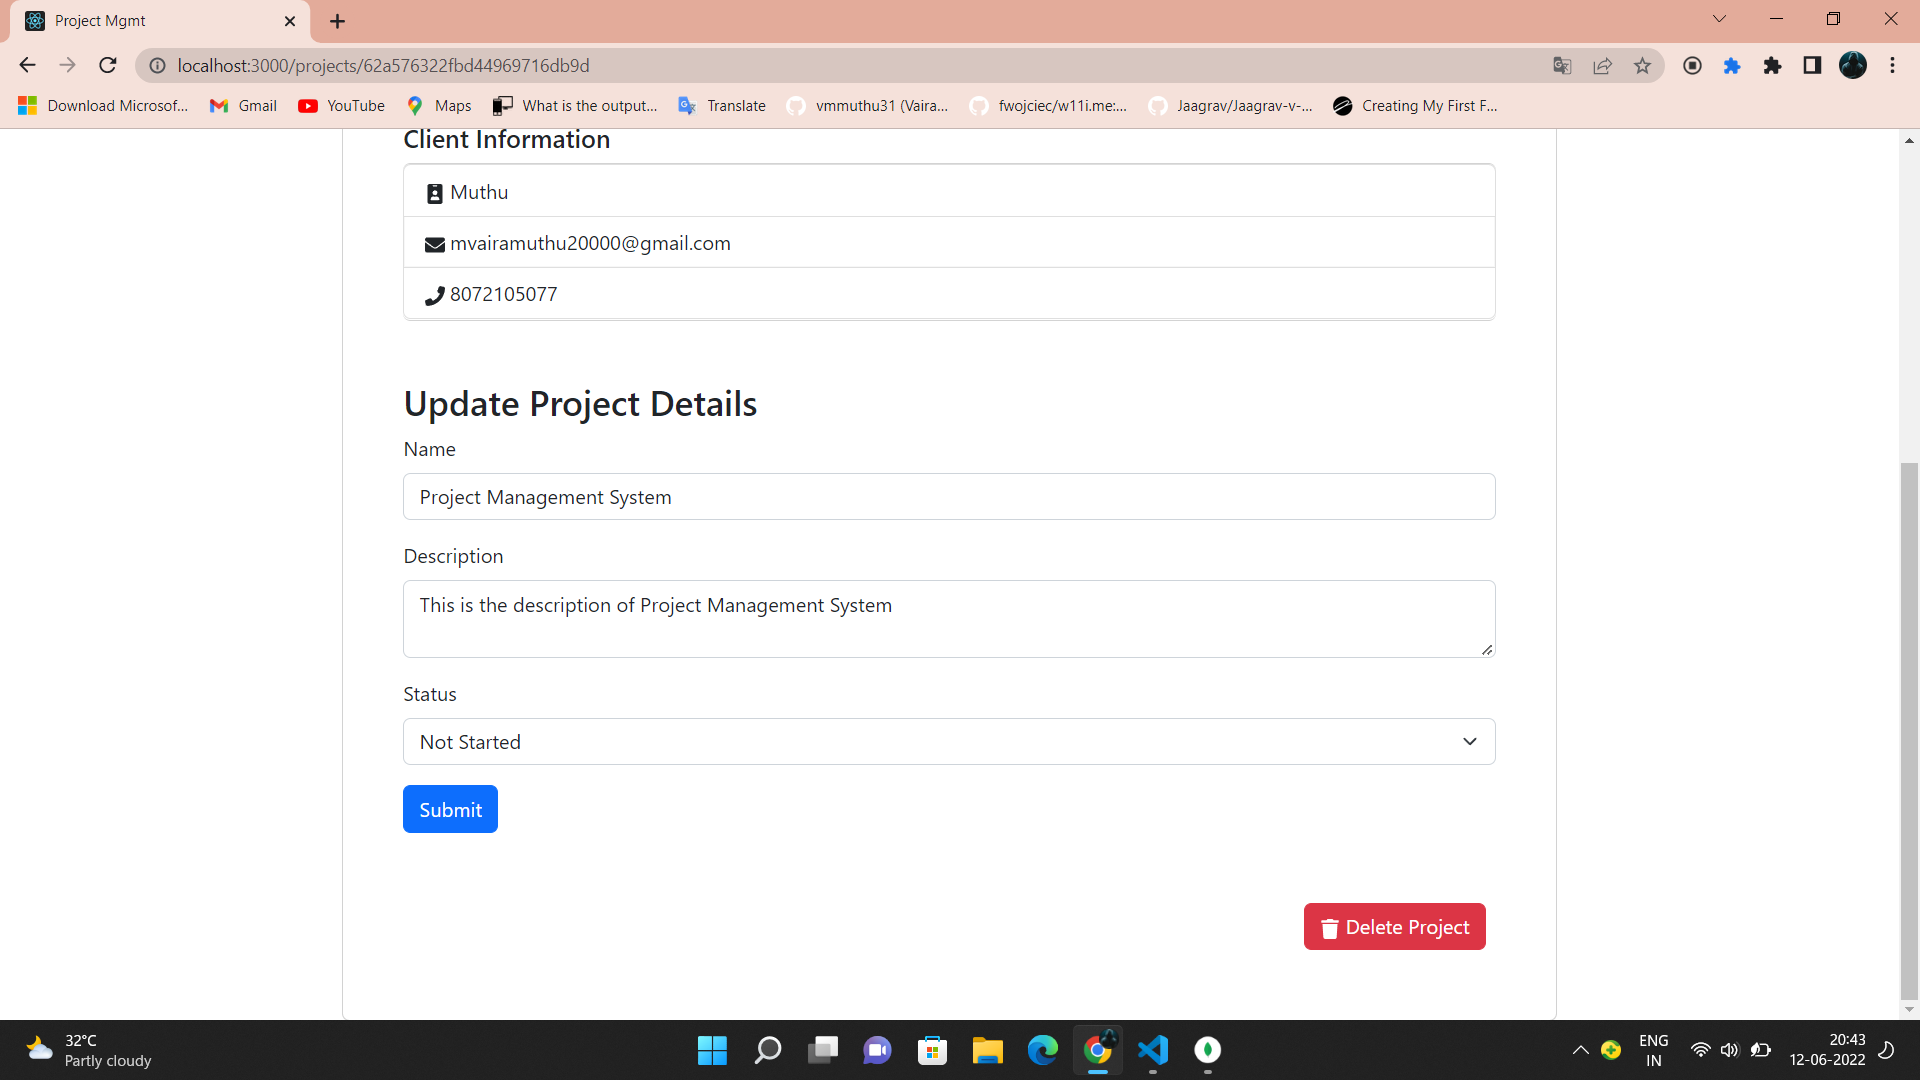 Project Mgmt
localhost:3000/projects/62a576322fbd44969716db9d
Download Microsof... Gmail YouTube Maps What is the output... Translate vmmuthu31 (Vaira... fwojciec/w11i.me:... Jaagrav/Jaagrav-v-... Creating My First F...
Client Information
Muthu
mvairamuthu20000@gmail.com
8072105077
Update Project Details
Name
Project Management System
Description
This is the description of Project Management System
Status
Not Started
Submit
Delete Project
32°C
Partly cloudy
ENG
IN
20:43
12-06-2022